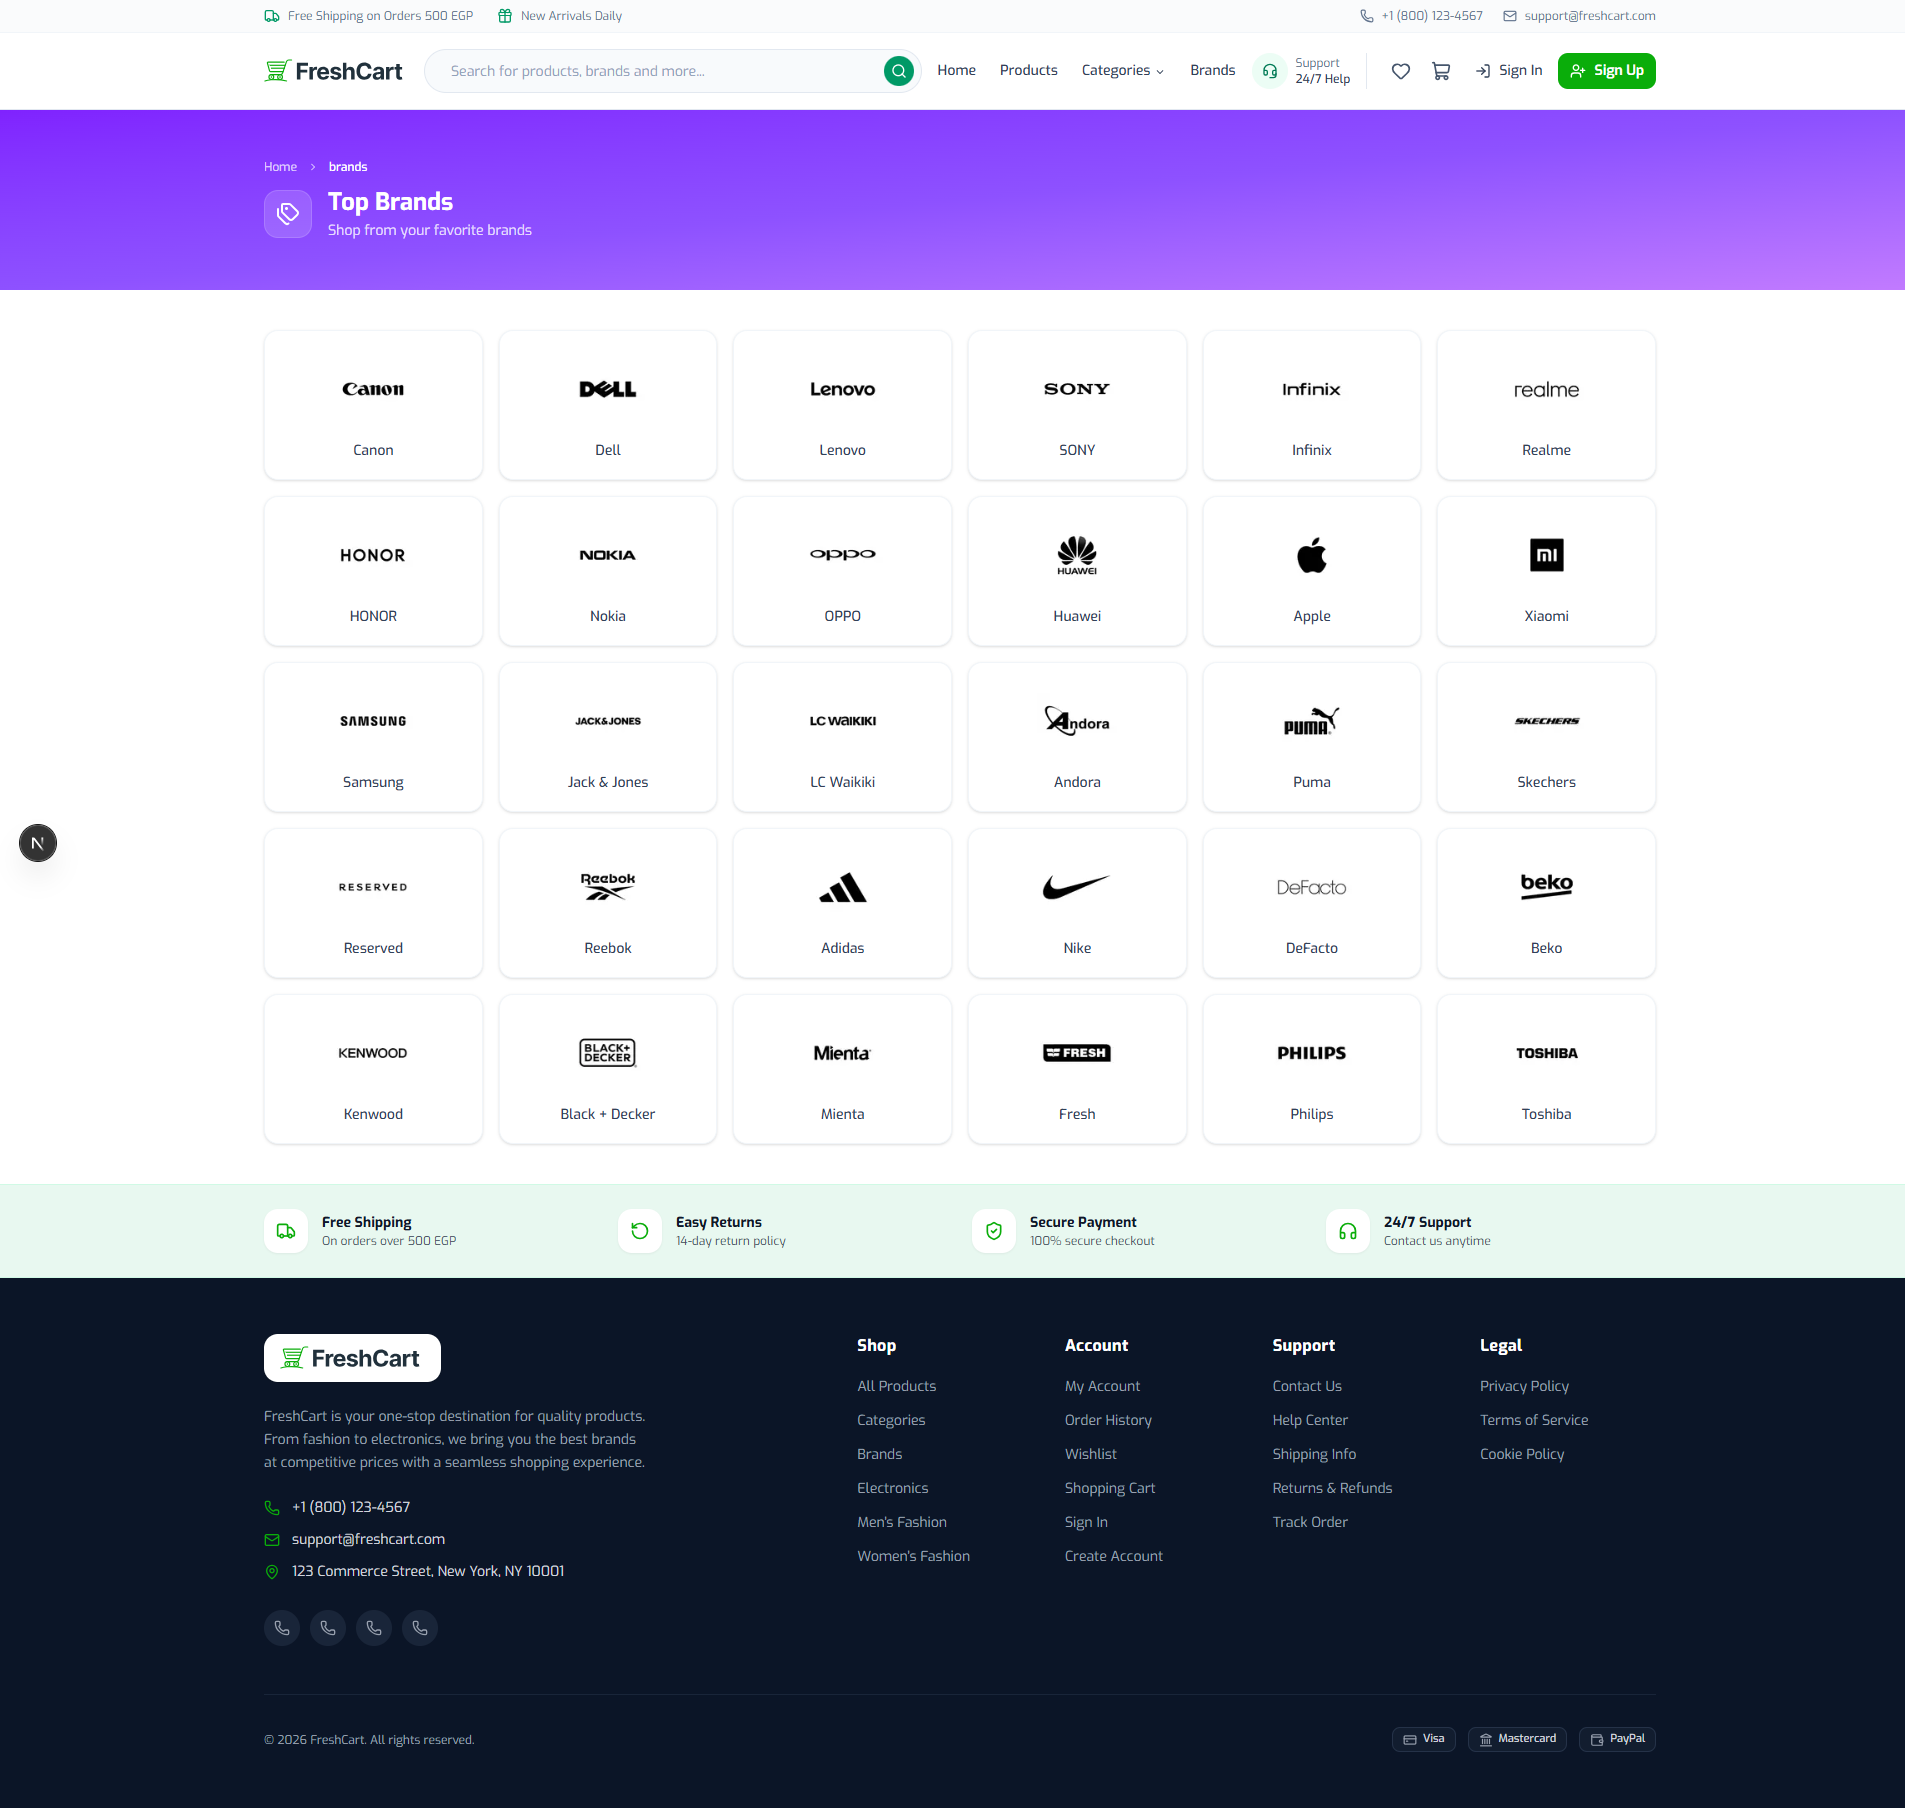 Free Shipping on Orders 500 EGP
New Arrivals Daily
+1 (800) 123-4567
support@freshcart.com
FreshCart
Search for products, brands and more...
Home
Products
Categories
Brands
Support
24/7 Help
Sign In
Sign Up
Home
brands
Top Brands
Shop from your favorite brands
Canon
DELL
Lenovo
SONY
Infinix
realme
Canon
Dell
Lenovo
SONY
Infinix
Realme
HONOR
NOKIA
oppo
HUAWEI
mi
HONOR
Nokia
OPPO
Huawei
Apple
Xiaomi
SAMSUNG
JACK&JONES
LC WAIKIKI
Andora
PUMA
SKECHERS
Samsung
Jack & Jones
LC Waikiki
Andora
Puma
Skechers
RESERVED
Reebok
DeFacto
beko
Reserved
Reebok
Adidas
Nike
DeFacto
Beko
KENWOOD
BLACK+
DECKER
Mienta
FRESH
PHILIPS
TOSHIBA
Kenwood
Black + Decker
Mienta
Fresh
Philips
Toshiba
N
Free Shipping
On orders over 500 EGP
Easy Returns
14-day return policy
Secure Payment
100% secure checkout
24/7 Support
Contact us anytime
FreshCart
FreshCart is your one-stop destination for quality products.
From fashion to electronics, we bring you the best brands
at competitive prices with a seamless shopping experience.
+1 (800) 123-4567
support@freshcart.com
123 Commerce Street, New York, NY 10001
Shop
All Products
Categories
Brands
Electronics
Men's Fashion
Women's Fashion
Account
My Account
Order History
Wishlist
Shopping Cart
Sign In
Create Account
Support
Contact Us
Help Center
Shipping Info
Returns & Refunds
Track Order
Legal
Privacy Policy
Terms of Service
Cookie Policy
© 2026 FreshCart. All rights reserved.
Visa
Mastercard
PayPal